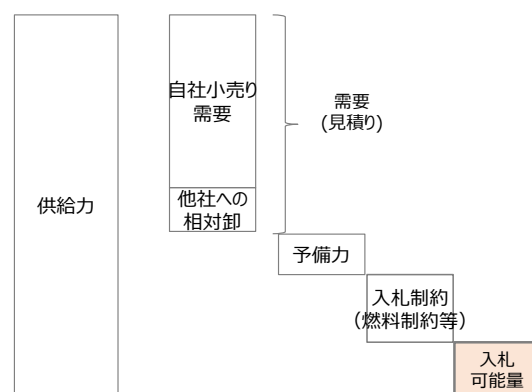 供給力
自社小売り
需要
他社への
相対卸
需要
(見積り)
予備力
入札制約
(燃料制約等)
入札
可能量